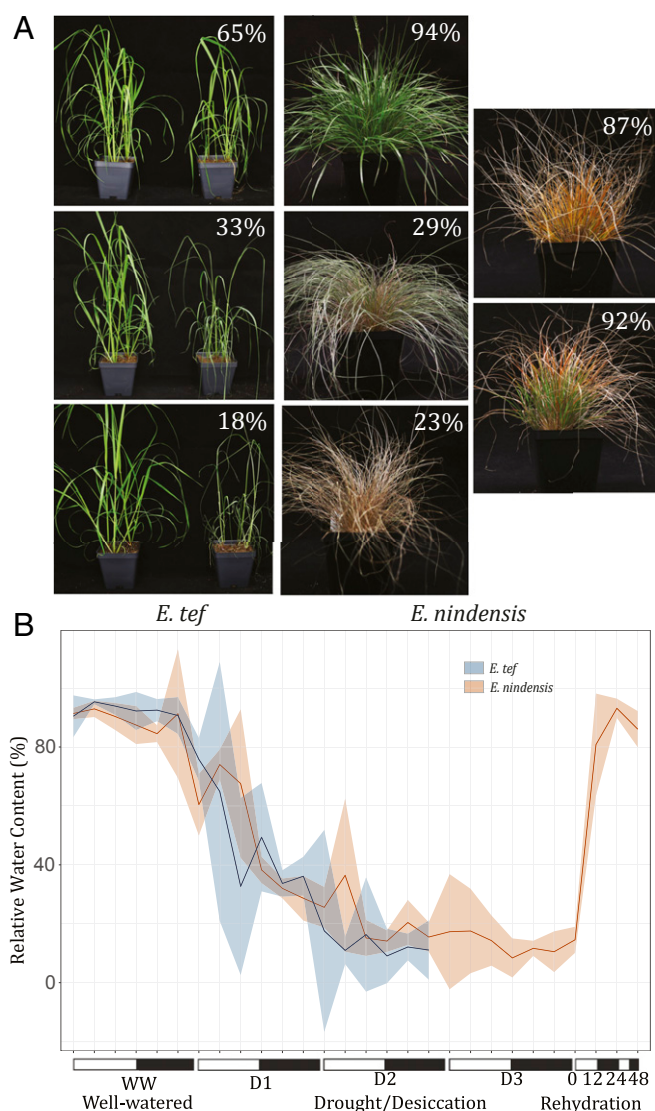 A
65%
94%
87%
33%
29%
92%
18%
23%
E. tef
E. nindensis
B
E. tef
E. nindensis
Relative Water Content (%)
80
40
0
WW
D1
D2
D3
0 12 24 48
Well-watered
Drought/Desiccation
Rehydration